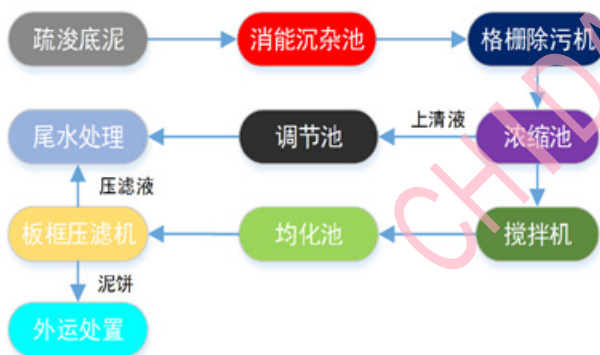 疏浚底泥
消能沉杂池
格栅除污机
尾水处理
调节池
上清液
浓缩池
压滤液
板框压滤机
均化池
搅拌机
泥饼
外运处置
CHIDA